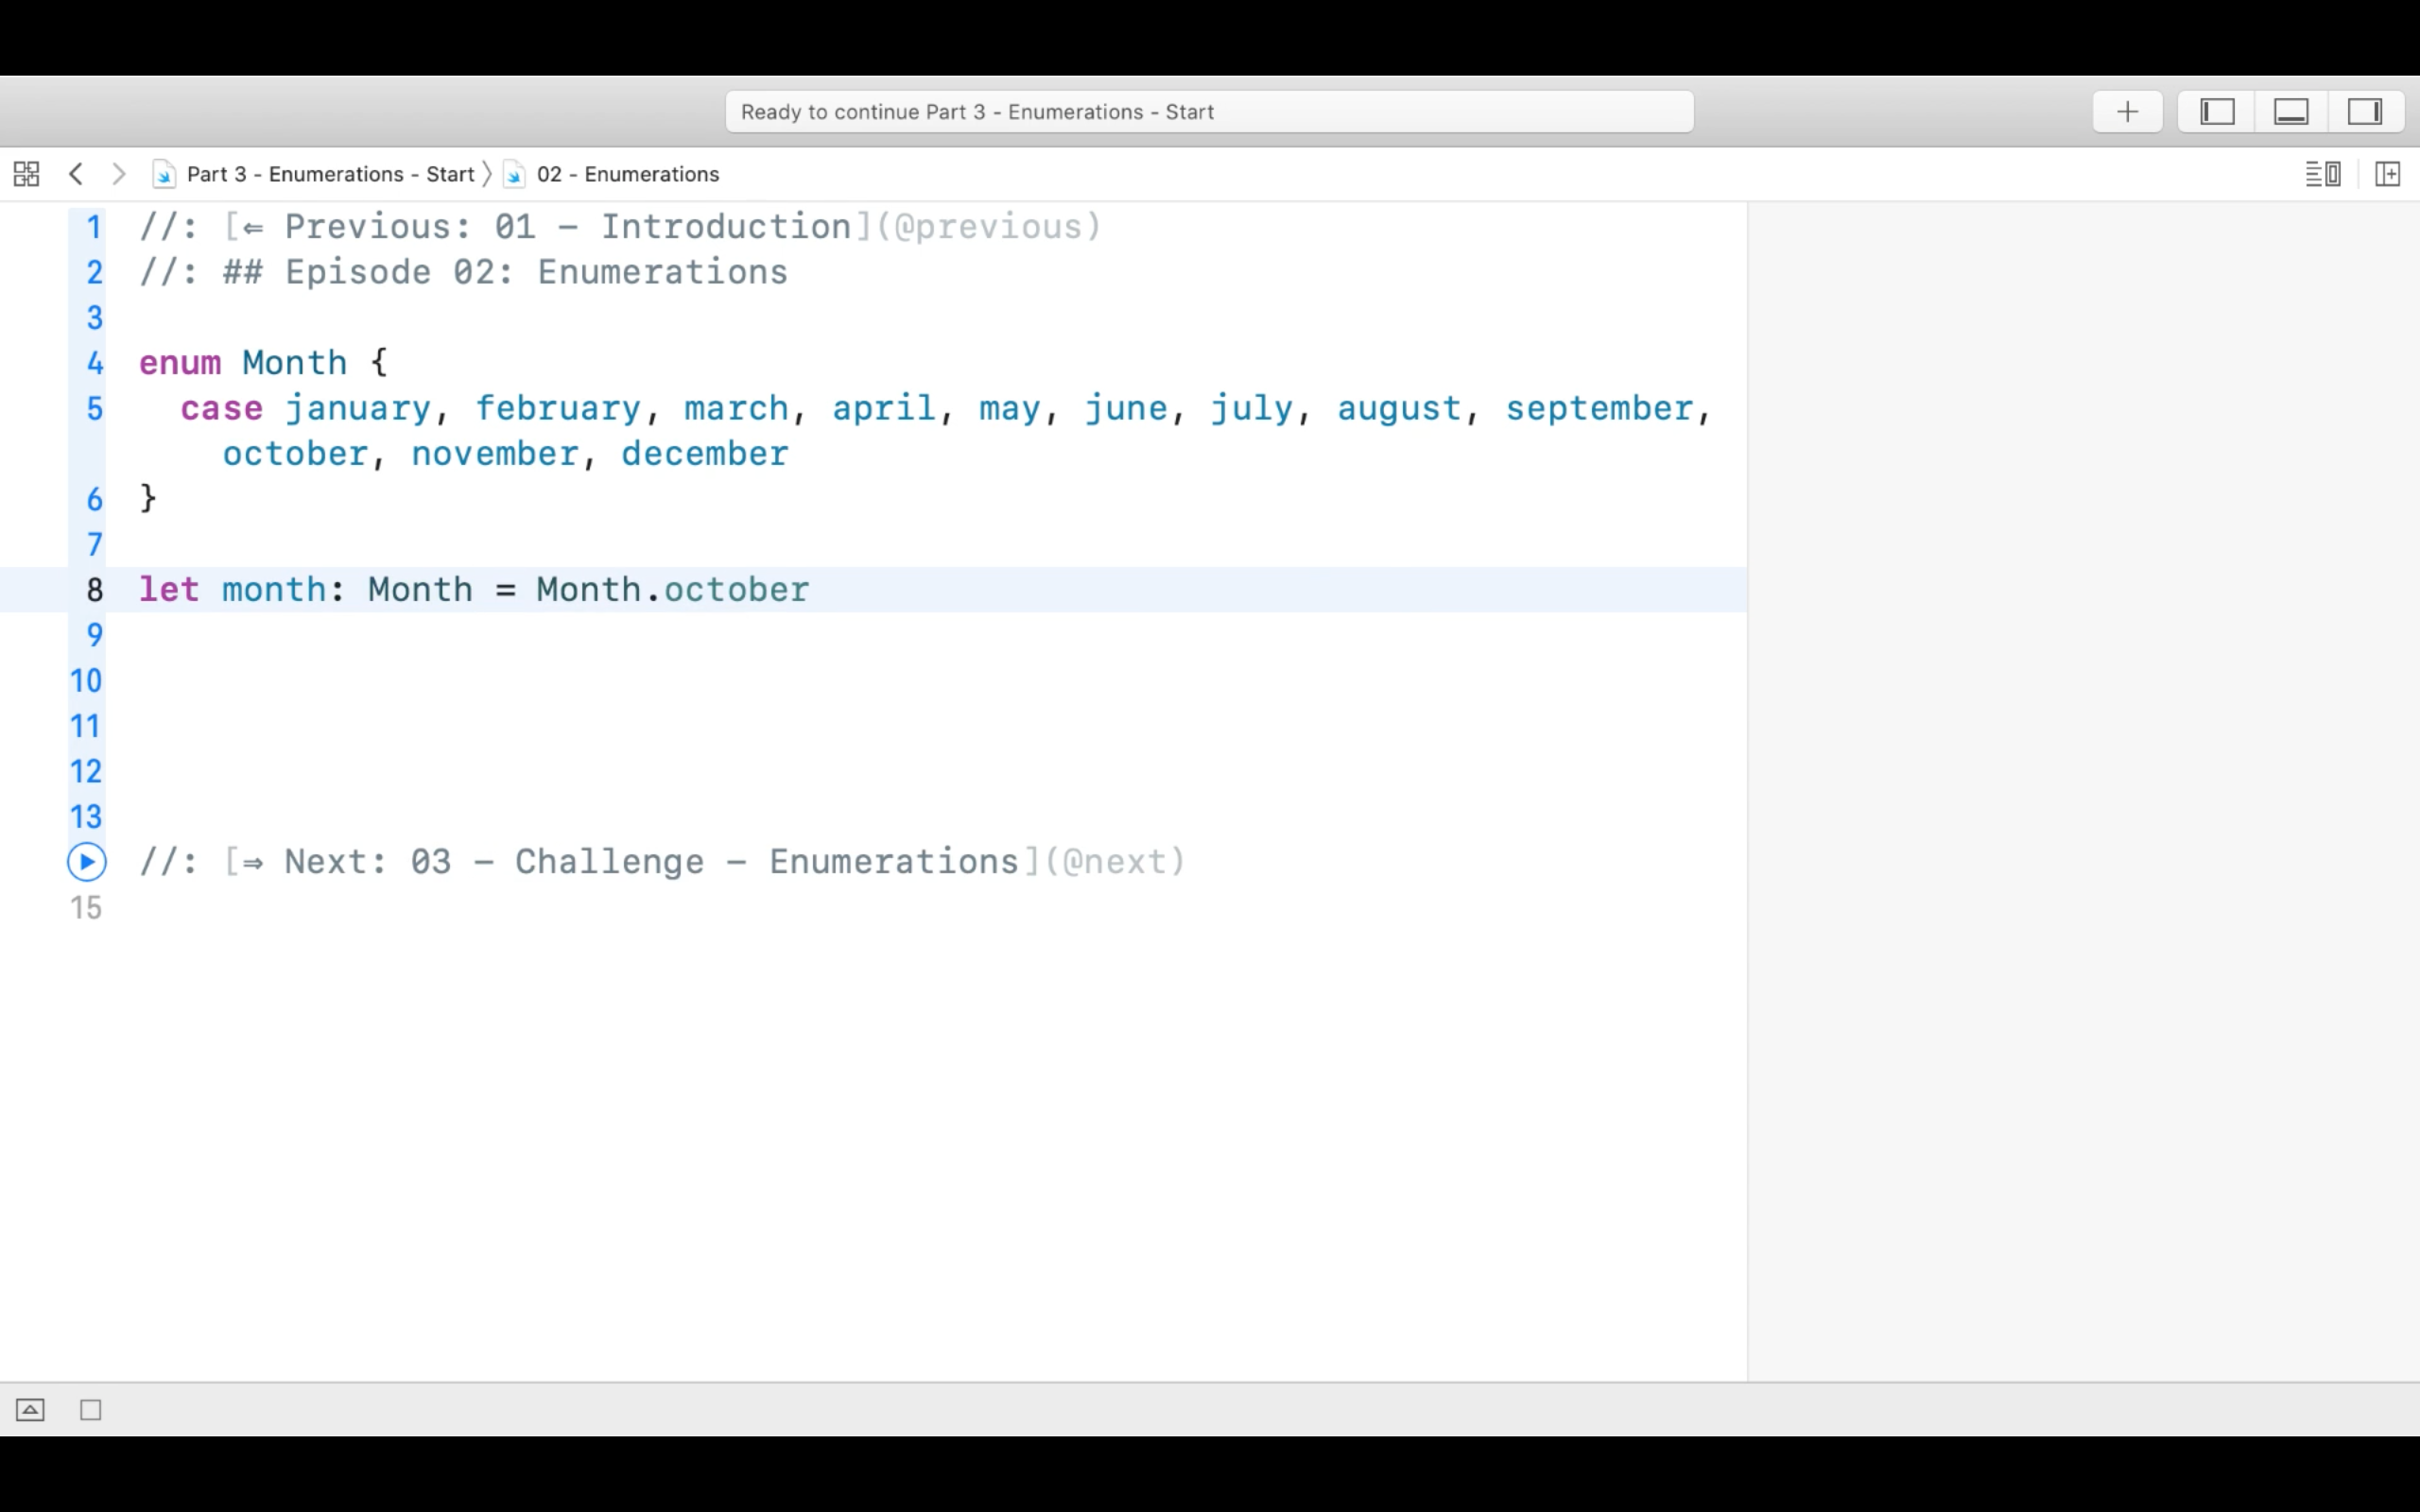 Ready to continue Part 3 - Enumerations - Start
Part 3 - Enumerations - Start 〉 02 - Enumerations
1 //: [⇐ Previous: 01 - Introduction](@previous)
2 //: ## Episode 02: Enumerations
3
4 enum Month {
5 case january, february, march, april, may, june, july, august, september,
october, november, december
6 }
7
8 let month: Month = Month.october
9
10
11
12
13
//: [⇒ Next: 03 - Challenge - Enumerations](@next)
15